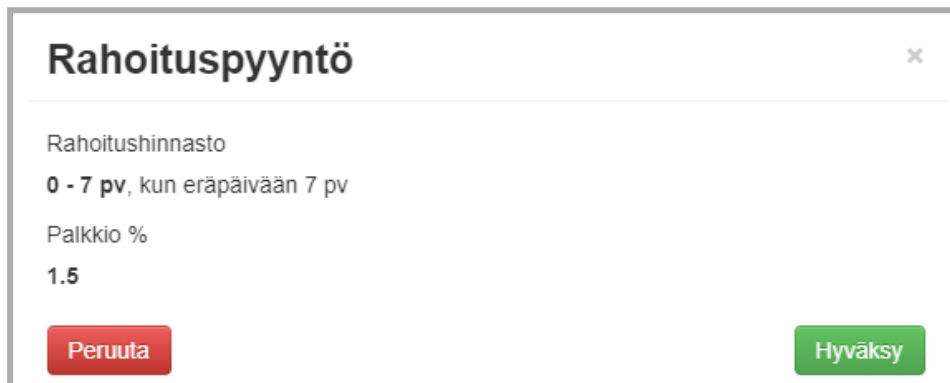 Rahoituspyyntö ×
Rahoitushinnasto
0 - 7 pv, kun eräpäivään 7 pv
Palkkio %
1.5
Peruuta Hyväksy